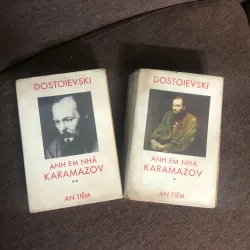 DOSTOIEVSKI
ANH EM NHÀ
KARAMAZOV
**
AN TIÊM
DOSTOIEVSKI
ANH EM NHÀ
KARAMAZOV
*
AN TIÊM